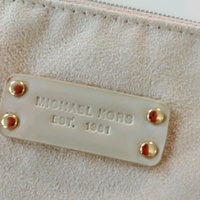 MICHAEL KORS
EST. 1981